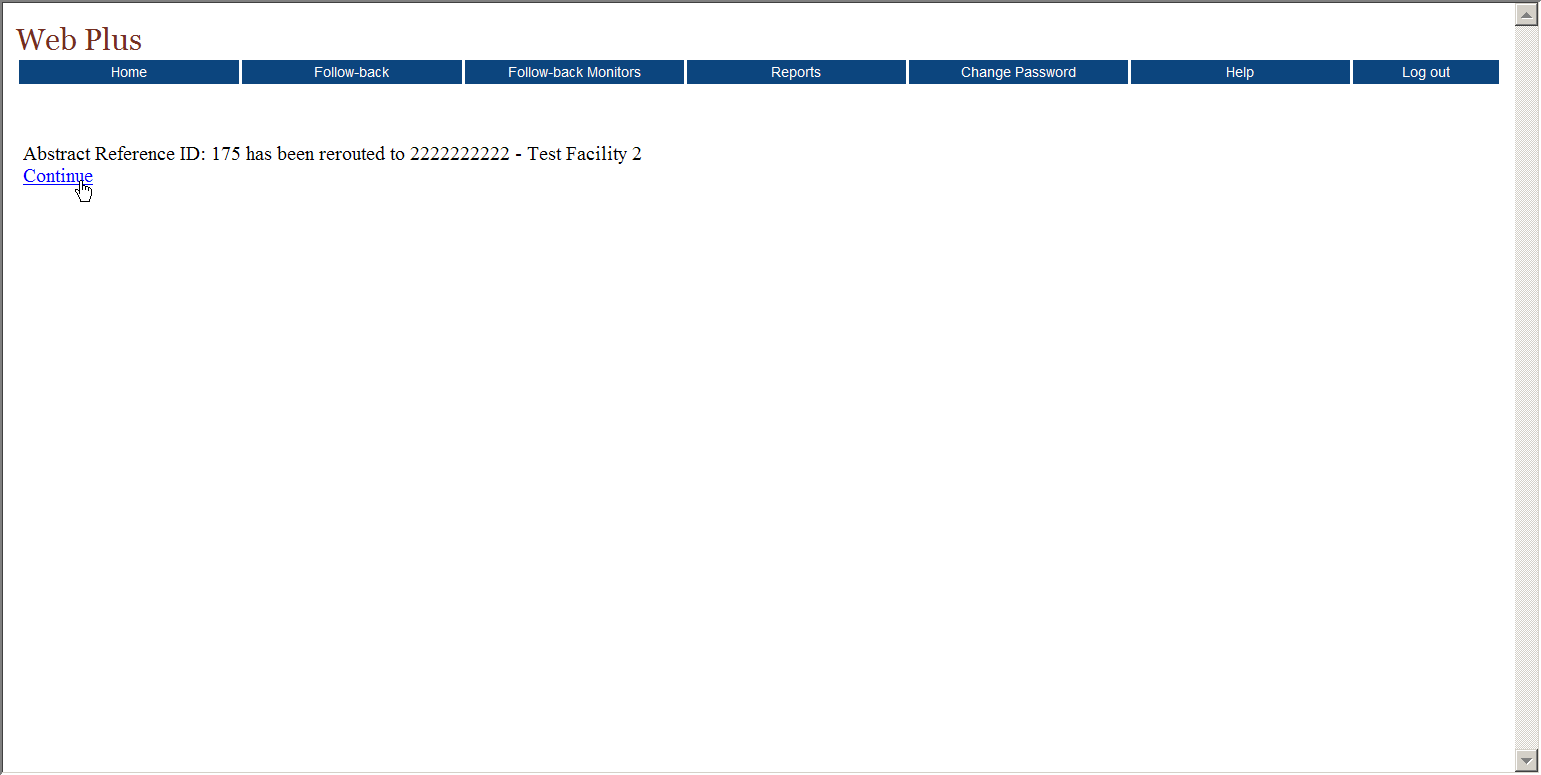 Web Plus
Home Follow-back Follow-back Monitors Reports Change Password Help Log out
Abstract Reference ID: 175 has been rerouted to 2222222222 - Test Facility 2
Continue